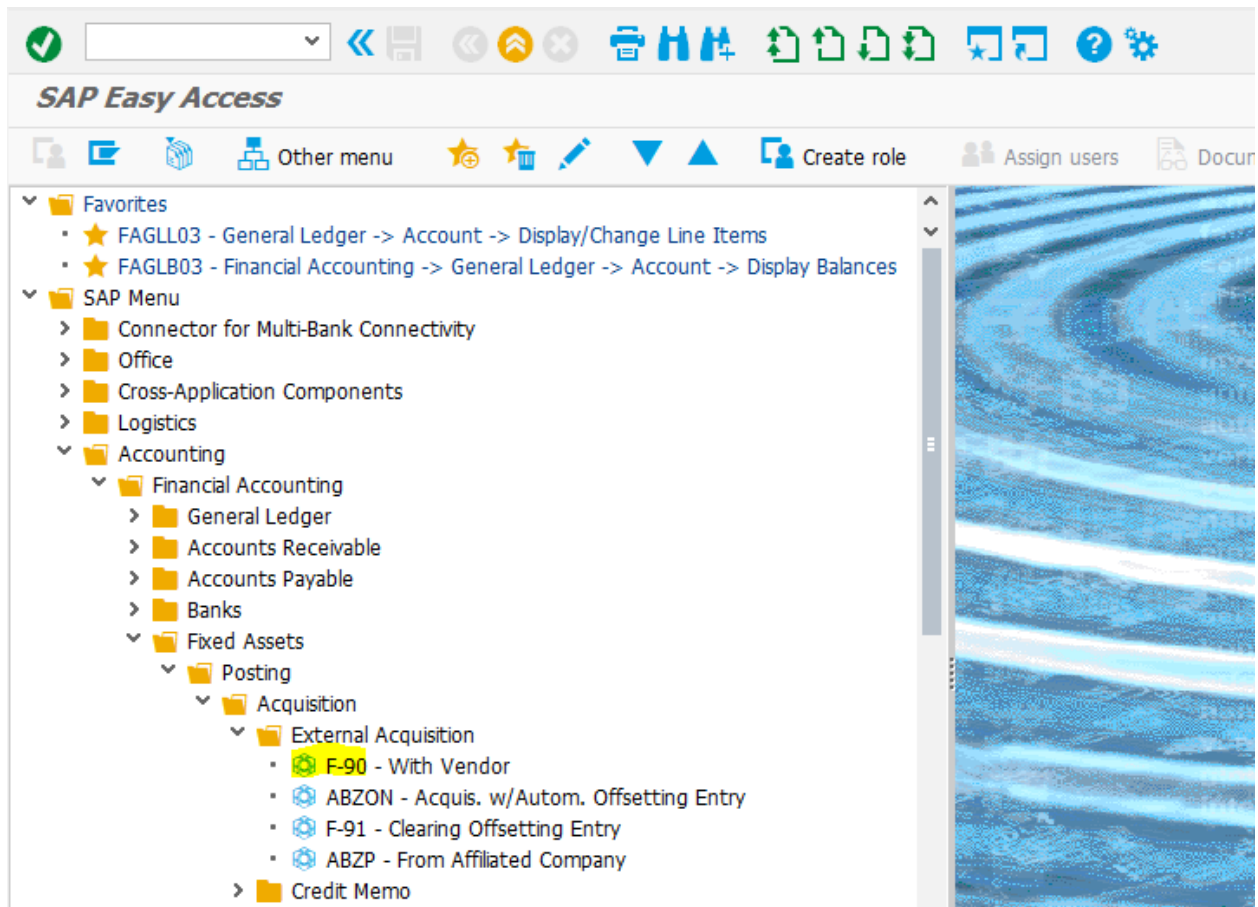 SAP Easy Access
Other menu Create role Assign users Docum
Favorites
FAGLL03 - General Ledger -> Account -> Display/Change Line Items
FAGLB03 - Financial Accounting -> General Ledger -> Account -> Display Balances
SAP Menu
Connector for Multi-Bank Connectivity
Office
Cross-Application Components
Logistics
Accounting
Financial Accounting
General Ledger
Accounts Receivable
Accounts Payable
Banks
Fixed Assets
Posting
Acquisition
External Acquisition
F-90 - With Vendor
ABZON - Acquis. w/Autom. Offsetting Entry
F-91 - Clearing Offsetting Entry
ABZP - From Affiliated Company
Credit Memo